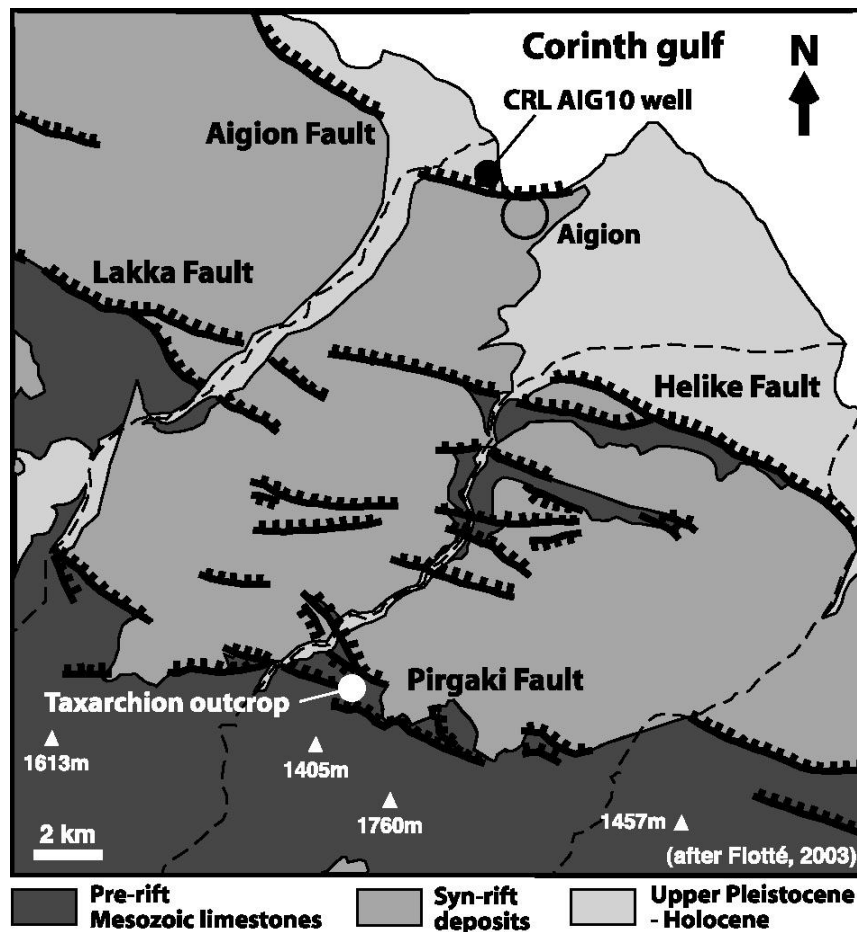 Corinth gulf
N
CRL AIG10 well
Aigion Fault
Aigion
Lakka Fault
Helike Fault
Pirgaki Fault
Taxarchion outcrop
1613m
1405m
1760m
1457m
2 km
(after Flotté, 2003)
Pre-rift
Mesozoic limestones
Syn-rift
deposits
Upper Pleistocene
- Holocene